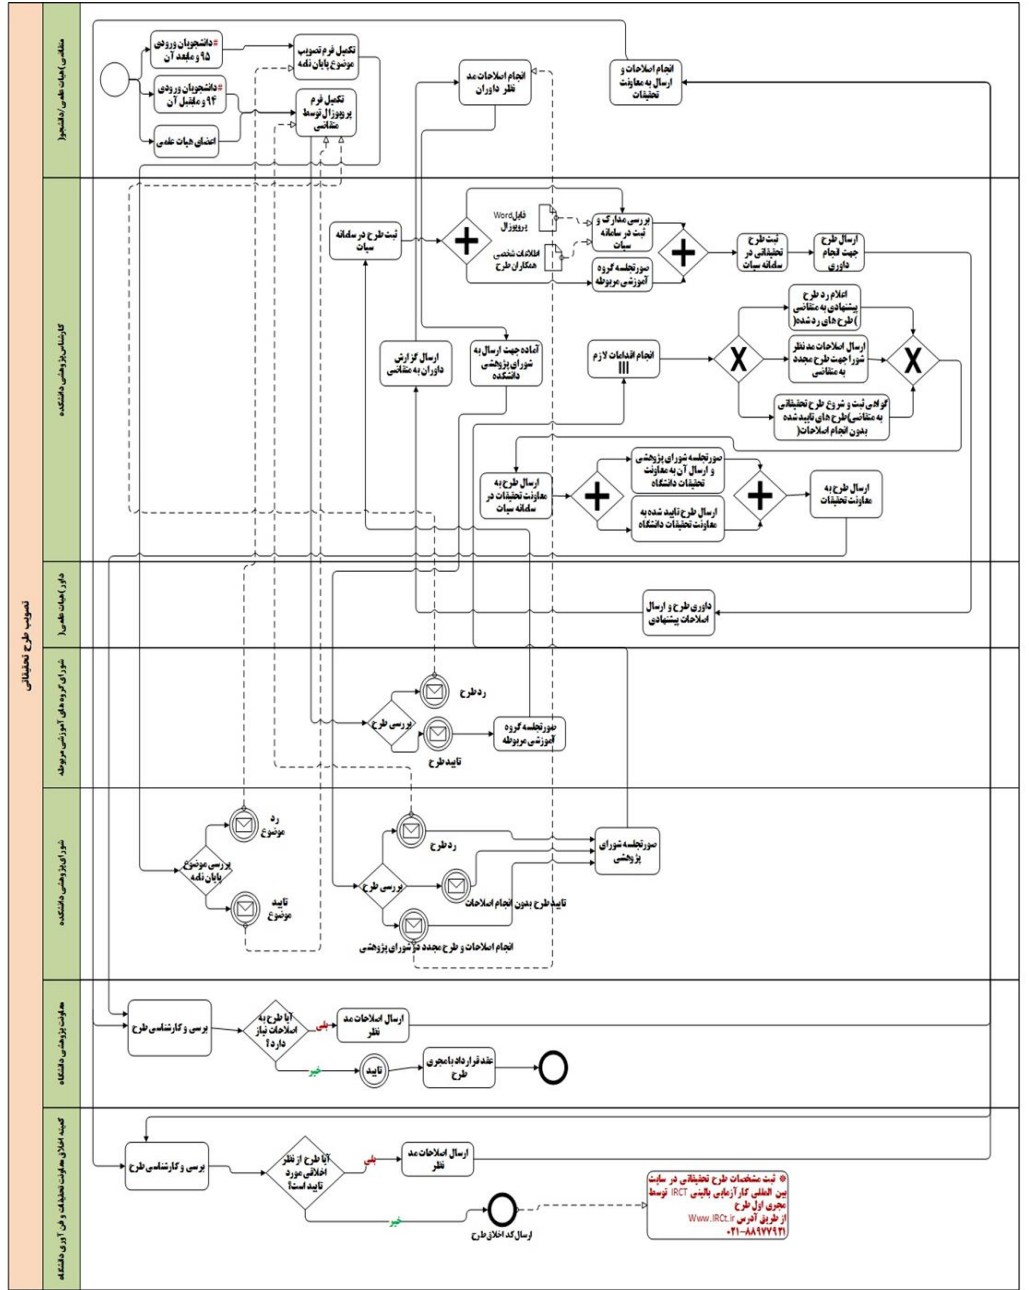 تصویب طرح تحقیقاتی
متقاضی)هیات علمی/دانشجو(
#دانشجویان ورودی
۹۵ و مابعد آن
#دانشجویان ورودی
۹۴ و ماقبل آن
اعضای هیات علمی
تکمیل فرم تصویب
موضوع پایان نامه
تکمیل فرم
پروپوزال توسط
متقاضی
انجام اصلاحات مد
نظر داوران
انجام اصلاحات و
ارسال به معاونت
تحقیقات
کارشناس پژوهشی دانشکده
ثبت طرح در سامانه
سیات
فایل Word
پروپوزال
اطلاعات شخصی
همکاران طرح
بررسی مدارک و
ثبت در سامانه
سیات
صورتجلسه گروه
آموزشی مربوطه
ثبت طرح
تحقیقاتی در
سامانه سیات
ارسال طرح
جهت انجام
داوری
ارسال گزارش
داوران به متقاضی
آماده جهت ارسال به
شورای پژوهشی
دانشکده
انجام اقدامات لازم
اعلام رد طرح
پیشنهادی به متقاضی
)طرح های رد شده(
ارسال اصلاحات مدنظر
شورا جهت طرح مجدد
به متقاضی
گواهی ثبت و شروع طرح تحقیقاتی
به متقاضی)طرح های تایید شده
بدون انجام اصلاحات(
ارسال طرح به
معاونت تحقیقات در
سامانه سیات
صورتجلسه شورای پژوهشی
و ارسال آن به معاونت
تحقیقات دانشگاه
ارسال طرح تایید شده به
معاونت تحقیقات دانشگاه
ارسال طرح به
معاونت تحقیقات
داور)هیات علمی(
داوری طرح و ارسال
اصلاحات پیشنهادی
شورای گروه های آموزشی مربوطه
بررسی طرح
رد طرح
تایید طرح
صورتجلسه گروه
آموزشی مربوطه
شورای پژوهشی دانشکده
بررسی موضوع
پایان نامه
رد
موضوع
تایید
موضوع
بررسی طرح
رد طرح
تایید طرح بدون انجام اصلاحات
انجام اصلاحات و طرح مجدد در شورای پژوهشی
صورتجلسه شورای
پژوهشی
معاونت پژوهشی دانشگاه
برسی و کارشناسی طرح
آیا طرح به
اصلاحات نیاز
دارد؟
بلی
خیر
ارسال اصلاحات مد
نظر
تایید
عقد قرارداد با مجری
طرح
کمیته اخلاق معاونت تحقیقات و فن آوری دانشگاه
برسی و کارشناسی طرح
آیا طرح از نظر
اخلاقی مورد
تایید است؟
بلی
خیر
ارسال اصلاحات مد
نظر
ارسال کد اخلاق طرح
ثبت مشخصات طرح تحقیقاتی در سایت
بین المللی کارآزمایی بالینی IRCT توسط
مجری اول طرح
از طریق آدرس Www.IRCt.ir
۰۲۱-۸۸۹۷۷۹۲۱